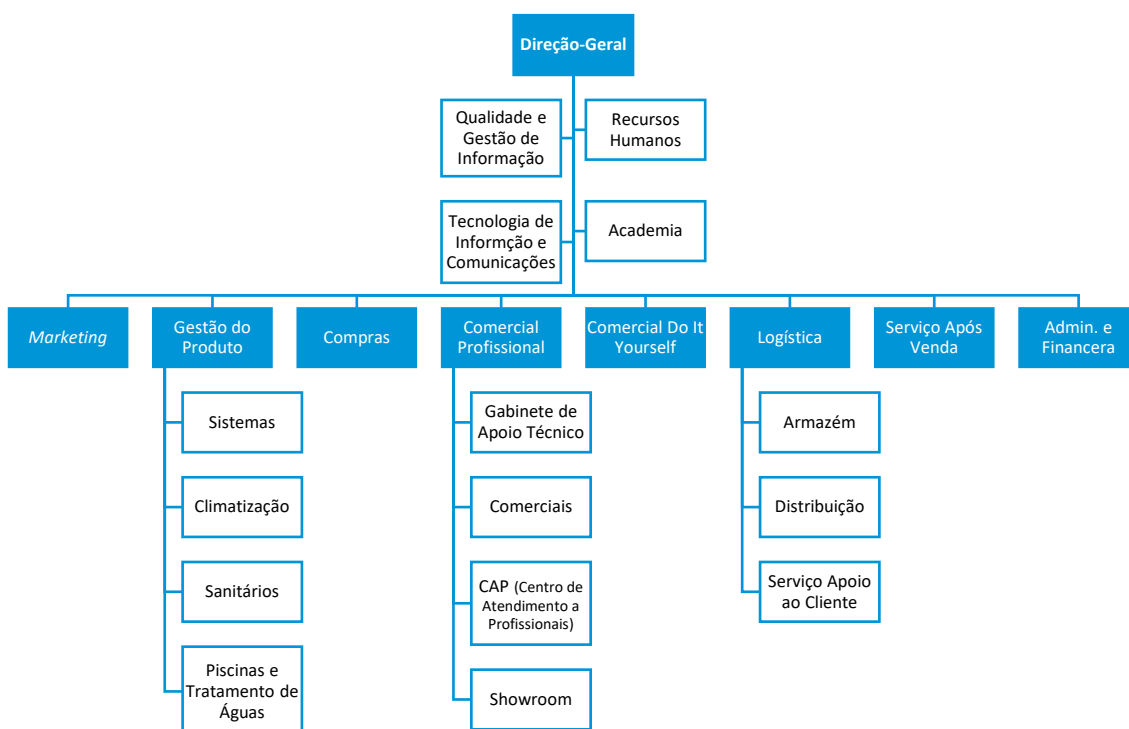 Direção-Geral
Qualidade e
Gestão de
Informação
Recursos
Humanos
Tecnologia de
Informção e
Comunicações
Academia
Marketing
Gestão do
Produto
Compras
Comercial
Profissional
Comercial Do It
Yourself
Logística
Serviço Após
Venda
Admin. e
Financera
Sistemas
Climatização
Sanitários
Piscinas e
Tratamento de
Águas
Gabinete de
Apoio Técnico
Comerciais
CAP (Centro de
Atendimento a
Profissionais)
Showroom
Armazém
Distribuição
Serviço Apoio
ao Cliente